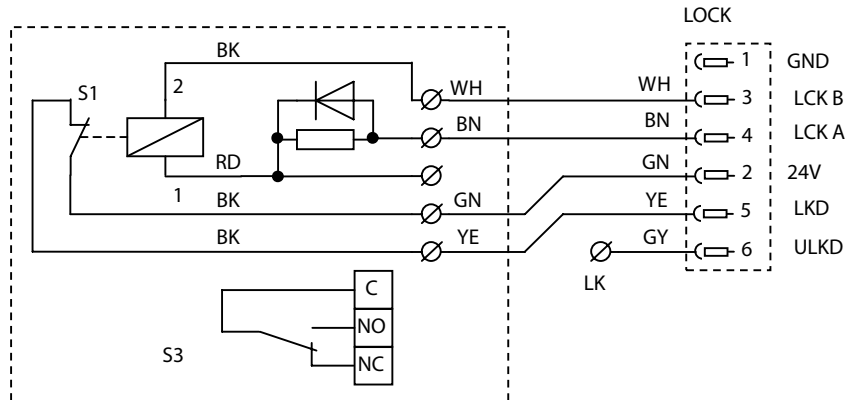 LOCK
BK
1 GND
S1
2
WH
WH
3 LCK B
BN
BN
4 LCK A
RD
GN
2 24V
1
BK
GN
YE
5 LKD
BK
YE
GY
6 ULKD
LK
C
NO
S3
NC